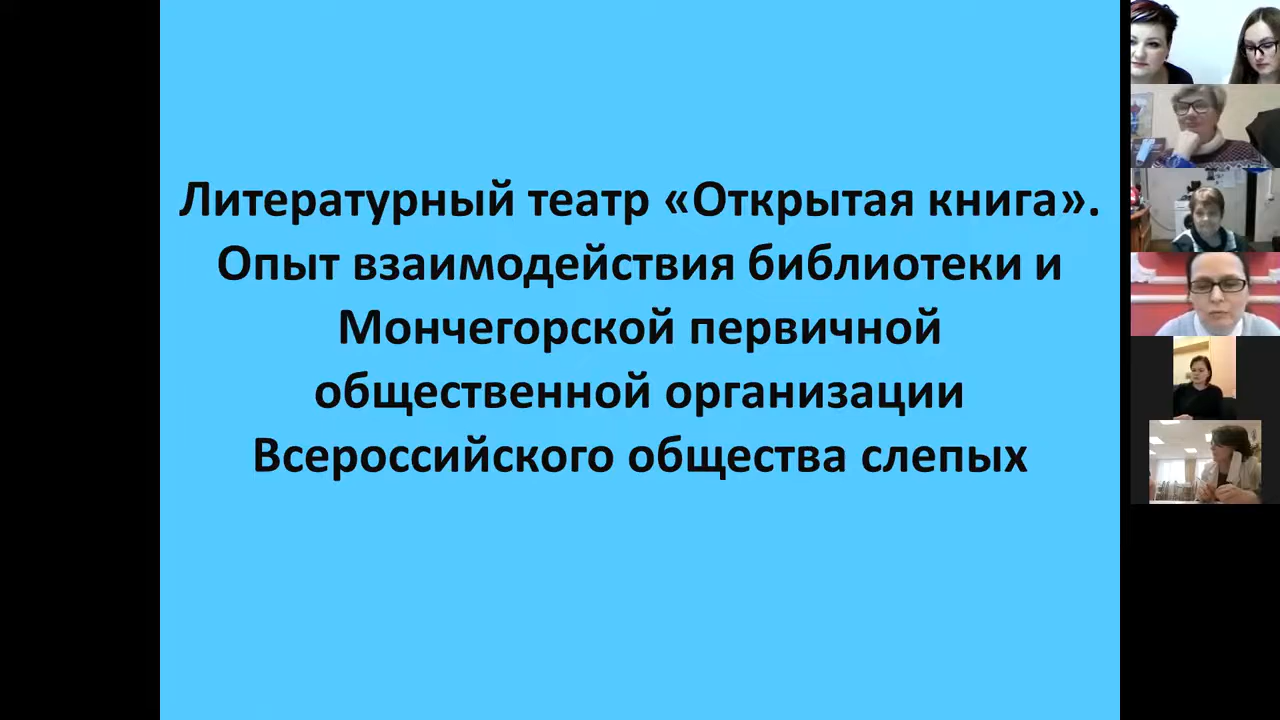 Литературный театр «Открытая книга».
Опыт взаимодействия библиотеки и
Мончегорской первичной
общественной организации
Всероссийского общества слепых